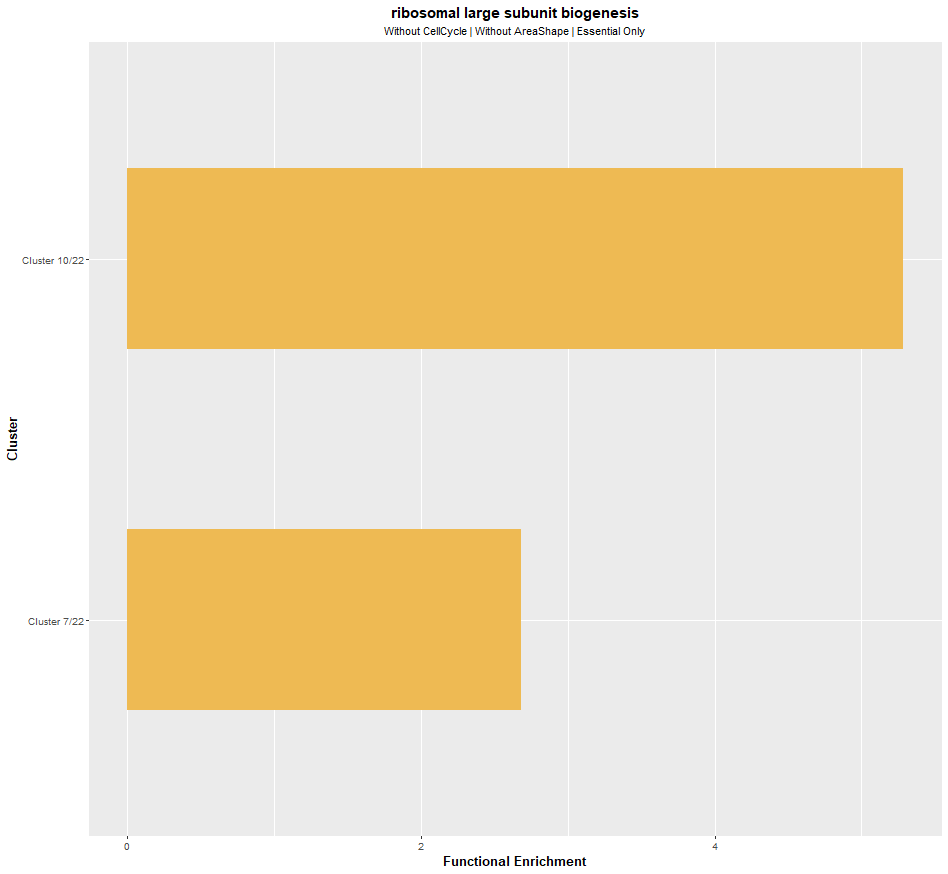 ribosomal large subunit biogenesis
Without CellCycle | Without AreaShape | Essential Only
Cluster
Cluster 10/22
Cluster 7/22
0 2 4
Functional Enrichment